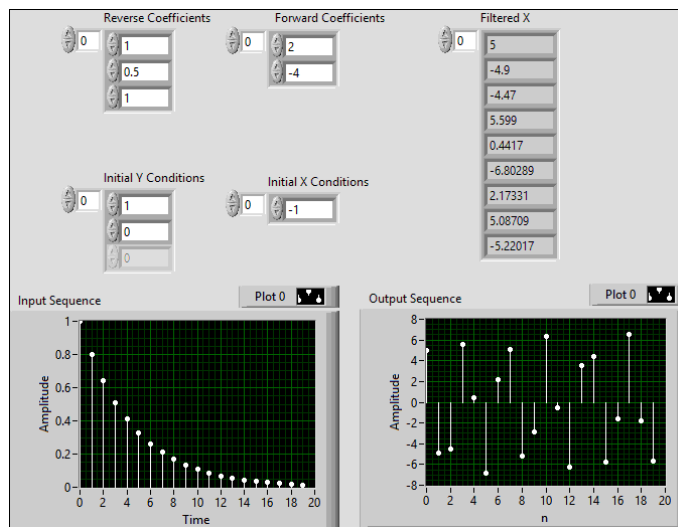 Reverse Coefficients
Forward Coefficients
Filtered X
0
1
0.5
1
0
2
-4
0
5
-4.9
-4.47
5.599
0.4417
-6.80289
2.17331
5.08709
-5.22017
Initial Y Conditions
0
1
0
0
Initial X Conditions
0
-1
Input Sequence
Plot 0
Amplitude
1
0.8
0.6
0.4
0.2
0
0 2 4 6 8 10 12 14 16 18 20
Time
Output Sequence
Plot 0
Amplitude
8
6
4
2
0
-2
-4
-6
-8
0 2 4 6 8 10 12 14 16 18 20
n